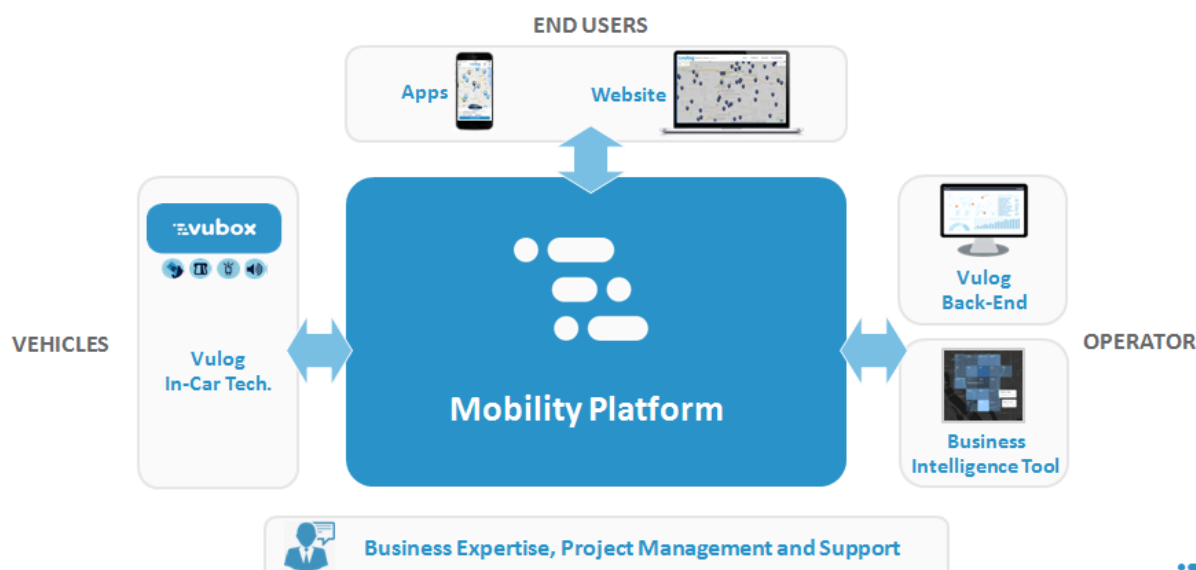 END USERS
Apps
Website
vubox
VEHICLES
Vulog
In-Car Tech.
Mobility Platform
Vulog
Back-End
OPERATOR
Business
Intelligence Tool
Business Expertise, Project Management and Support